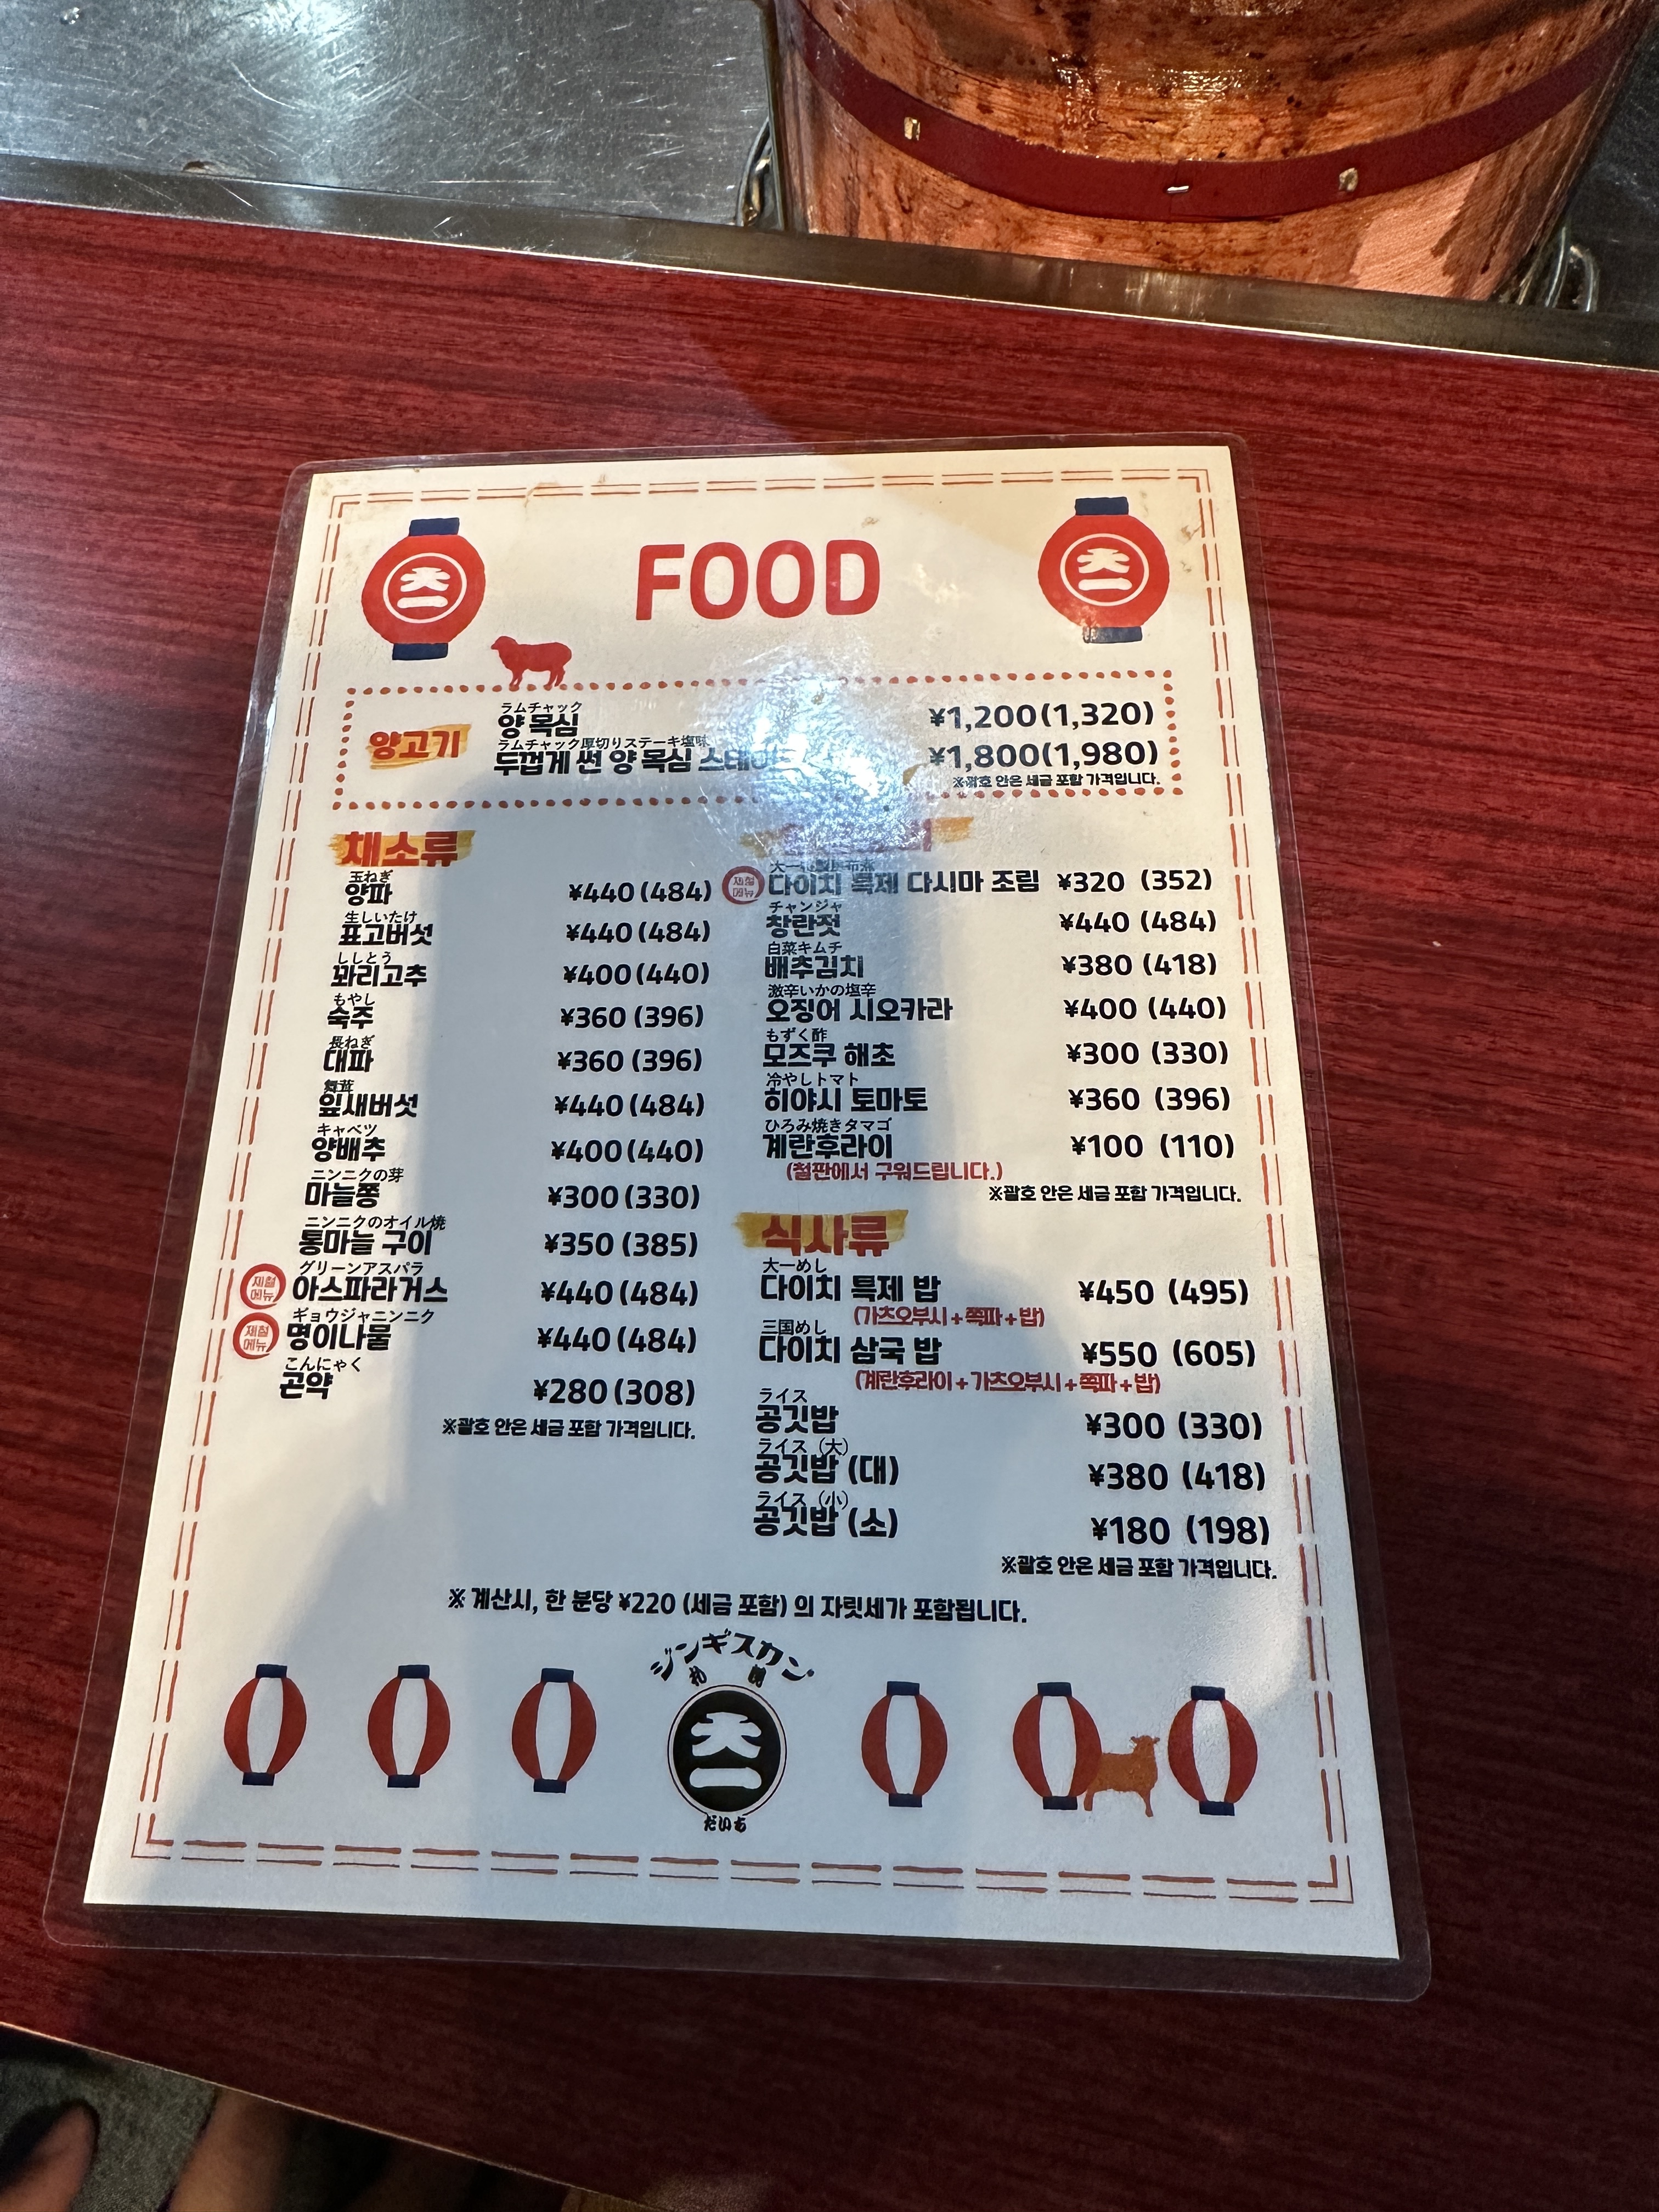 大一
FOOD
大一
양고기
ラムチャック
양 목심 ¥1,200(1,320)
ラムチャック厚切りステーキ塩味
두껍게 썬 양 목심 ¥1,800(1,980)
※괄호 안은 세금 포함 가격입니다.
채소류
玉ねぎ
양파 ¥440(484)
生しいたけ
표고버섯 ¥440(484)
ししとう
꽈리고추 ¥400(440)
もやし
숙주 ¥360(396)
長ねぎ
대파 ¥360(396)
舞茸
잎새버섯 ¥440(484)
キャベツ
양배추 ¥400(440)
ニンニクの芽
마늘쫑 ¥300(330)
ニンニクのオイル焼
통마늘 구이 ¥350(385)
グリーンアスパラ
제철 메뉴 아스파라거스 ¥440(484)
ギョウジャニンニク
제철 메뉴 명이나물 ¥440(484)
こんにゃく
곤약 ¥280(308)
※괄호 안은 세금 포함 가격입니다.
제철 메뉴 다이치 특제 다시마 조림 ¥320 (352)
チャンジャ
창란젓 ¥440 (484)
白菜キムチ
배추김치 ¥380 (418)
激辛いかの塩辛
오징어 시오카라 ¥400 (440)
もずく酢
모즈쿠 해초 ¥300 (330)
冷やしトマト
히야시 토마토 ¥360 (396)
ひろみ焼きタマゴ
계란후라이 ¥100 (110)
(철판에서 구워드립니다.)
※괄호 안은 세금 포함 가격입니다.
식사류
大一めし
다이치 특제 밥 ¥450 (495)
(가츠오부시+쪽파+밥)
三国めし
다이치 삼국 밥 ¥550 (605)
(계란후라이+가츠오부시+쪽파+밥)
ライス
공깃밥 ¥300 (330)
ライス（大）
공깃밥 (대) ¥380 (418)
ライス（小）
공깃밥 (소) ¥180 (198)
※괄호 안은 세금 포함 가격입니다.
※ 계산시, 한 분당 ¥220 (세금 포함) 의 자릿세가 포함됩니다.
ジンギスカン
札幌
大一
だいち